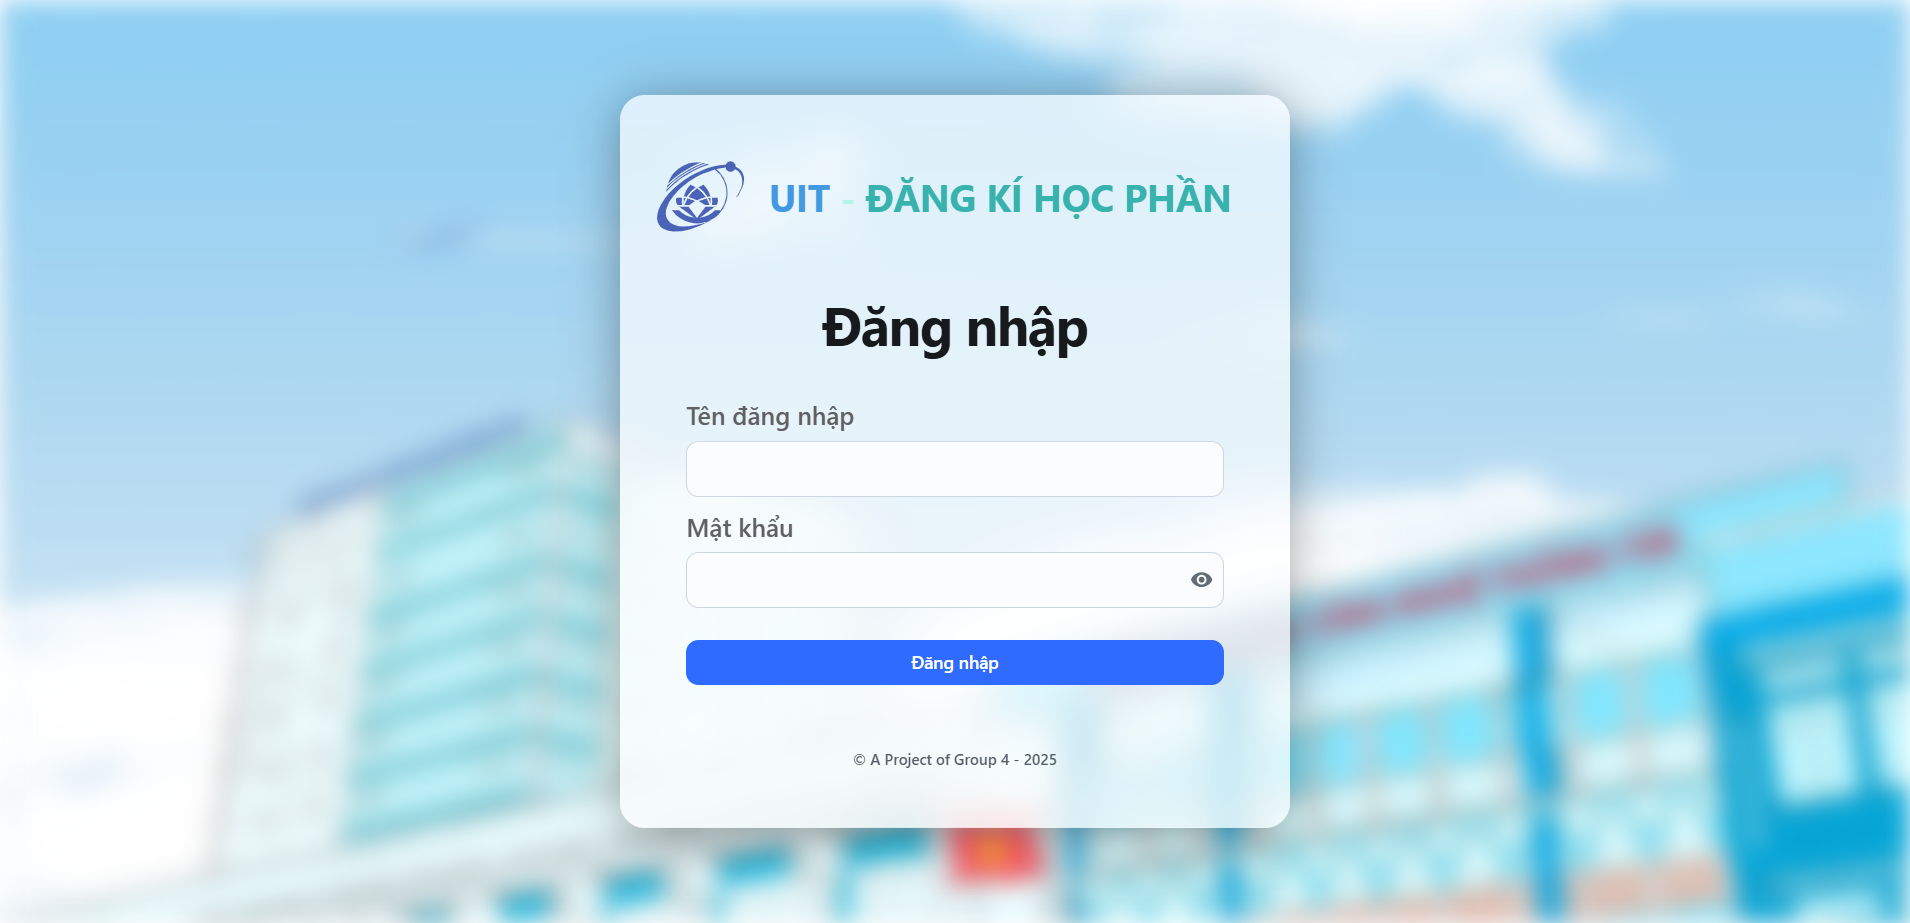 UIT - ĐĂNG KÍ HỌC PHẦN
Đăng nhập
Tên đăng nhập
Mật khẩu
Đăng nhập
© A Project of Group 4 - 2025